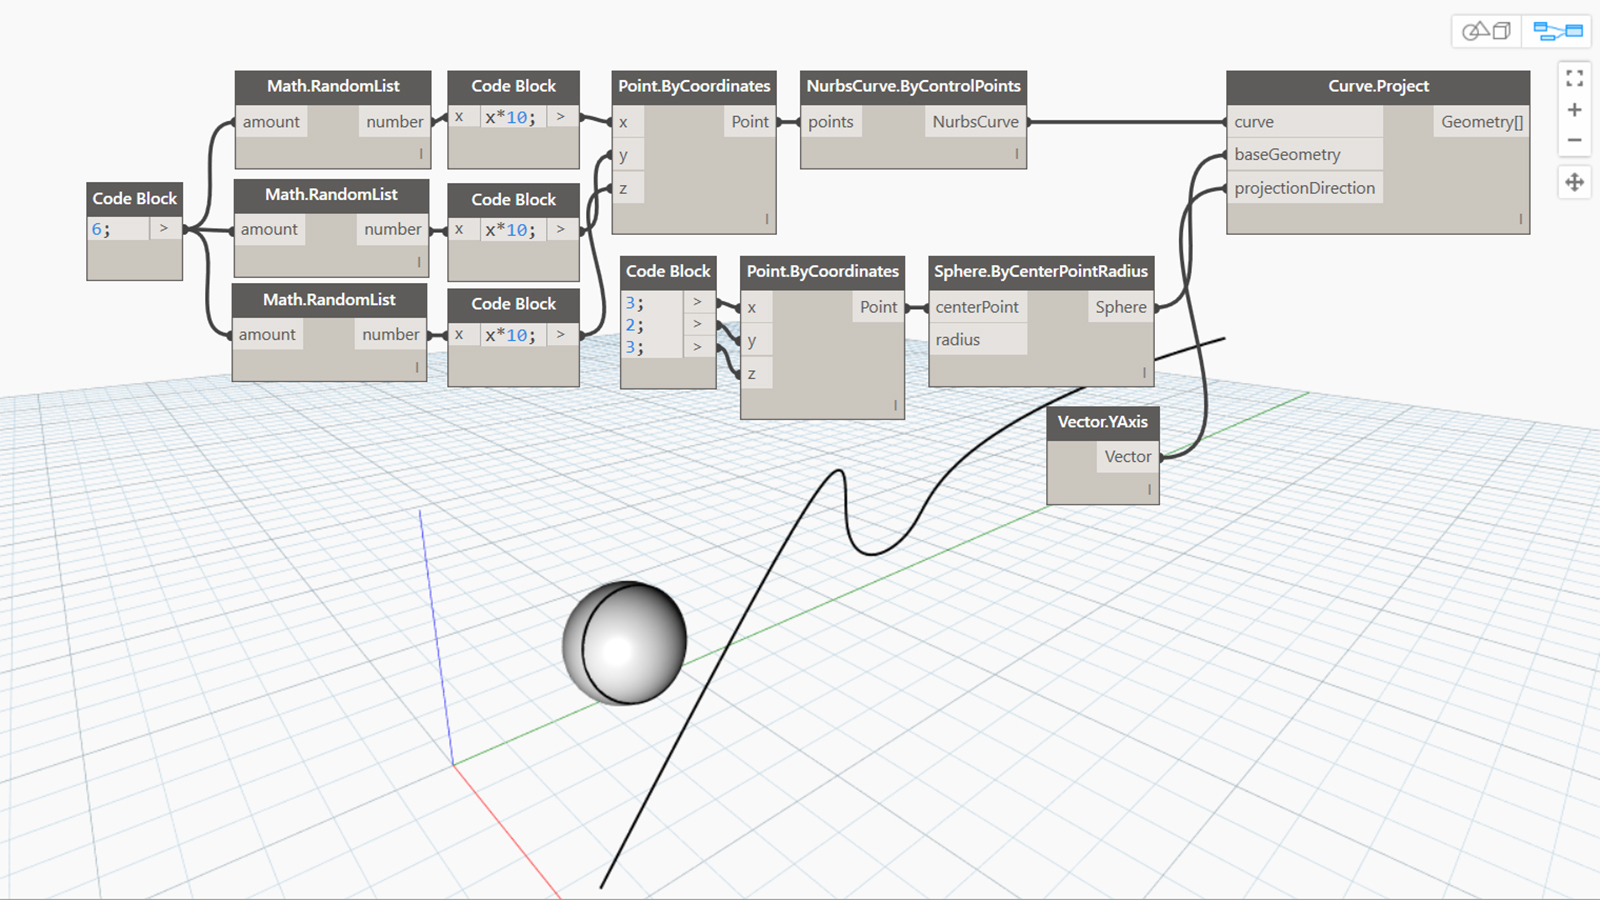 Code Block
6; >
Math.RandomList
amount number
l
Math.RandomList
amount number
l
Math.RandomList
amount number
l
Code Block
x x*10; >
Code Block
x x*10; >
Code Block
x x*10; >
Point.ByCoordinates
x Point
y
z
l
NurbsCurve.ByControlPoints
points NurbsCurve
l
Code Block
3; >
2; >
3; >
Point.ByCoordinates
x Point
y
z
l
Sphere.ByCenterPointRadius
centerPoint Sphere
radius
l
Vector.YAxis
Vector
l
Curve.Project
curve Geometry[]
baseGeometry
projectionDirection
l